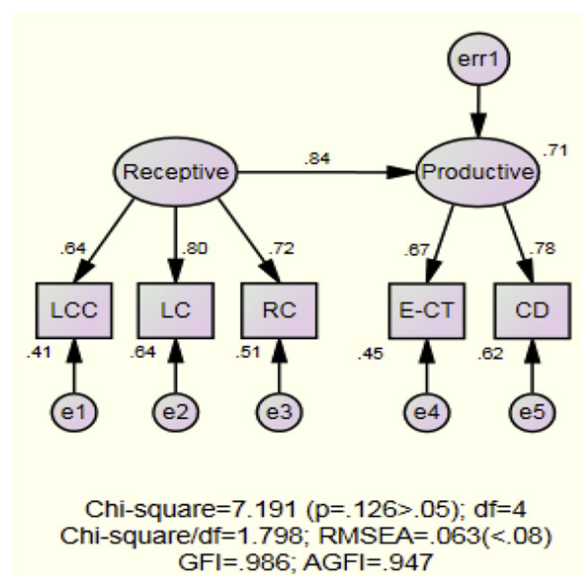 err1
.71
Receptive
.84
Productive
.64
.80
.72
.67
.78
LCC
LC
RC
E-CT
CD
.41
.64
.51
.45
.62
e1
e2
e3
e4
e5
Chi-square=7.191 (p=.126>.05); df=4
Chi-square/df=1.798; RMSEA=.063(<.08)
GFI=.986; AGFI=.947